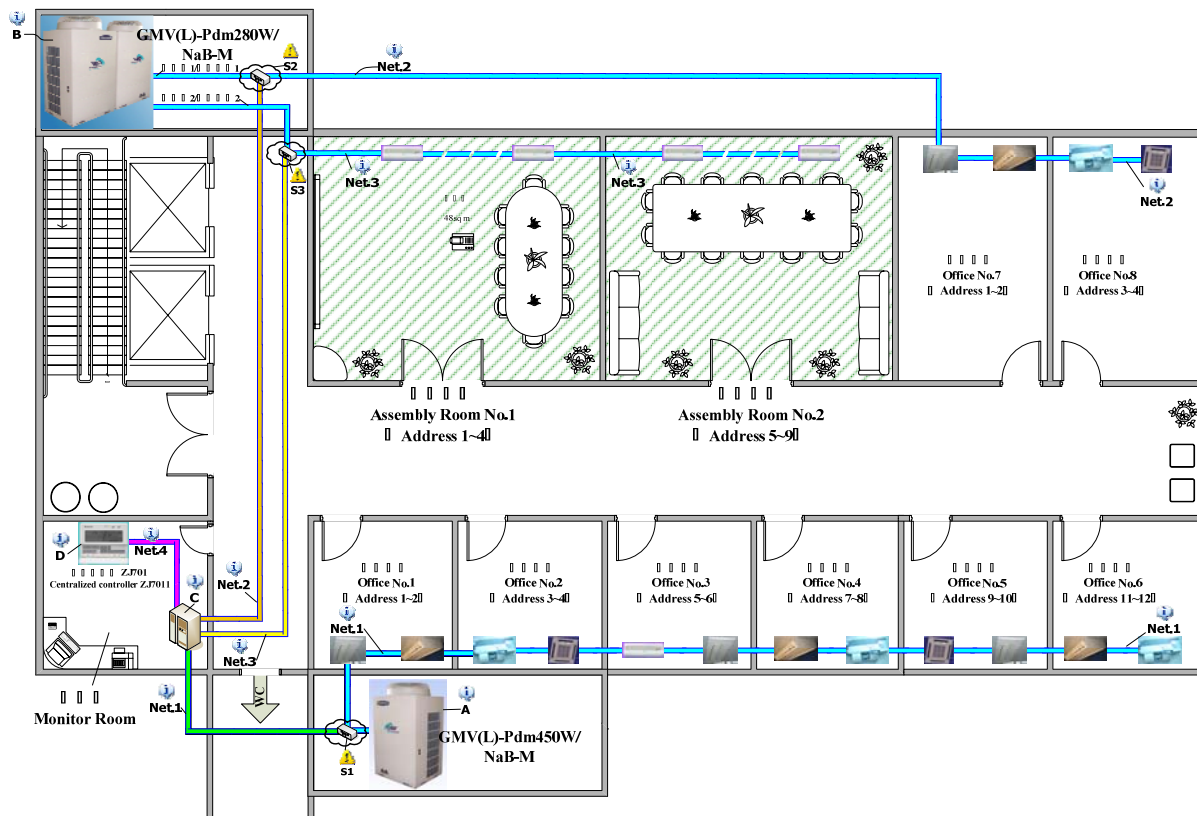 B
GMV(L)-Pdm280W/
NaB-M
1/ 1
S2
Net.2
2/ 2
Net.3
S3
Net.3
Net.2
48sq m
Office No.7
Address 1~2
Office No.8
Address 3~4
Assembly Room No.1
Address 1~4
Assembly Room No.2
Address 5~9
D
Net.4
ZJ701
Centralized controller ZJ7011
C
Net.2
Net.3
Office No.1
Address 1~2
Office No.2
Address 3~4
Office No.3
Address 5~6
Office No.4
Address 7~8
Office No.5
Address 9~10
Office No.6
Address 11~12
Net.1
Net.1
Monitor Room
Net.1
WC
A
GMV(L)-Pdm450W/
NaB-M
S1